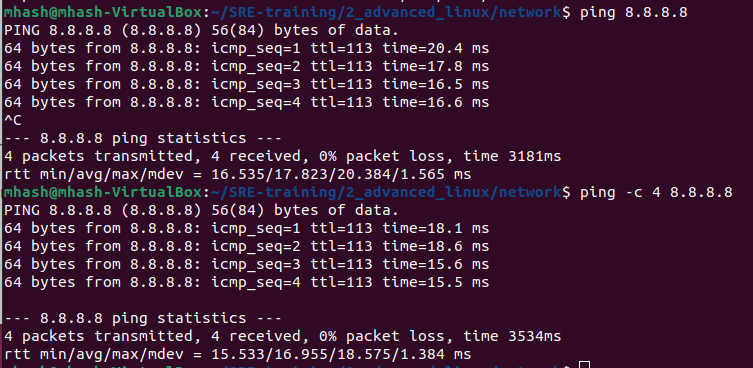 mhash@mhash-VirtualBox:~/SRE-training/2_advanced_linux/network$ ping 8.8.8.8
PING 8.8.8.8 (8.8.8.8) 56(84) bytes of data.
64 bytes from 8.8.8.8: icmp_seq=1 ttl=113 time=20.4 ms
64 bytes from 8.8.8.8: icmp_seq=2 ttl=113 time=17.8 ms
64 bytes from 8.8.8.8: icmp_seq=3 ttl=113 time=16.5 ms
64 bytes from 8.8.8.8: icmp_seq=4 ttl=113 time=16.6 ms
^C
--- 8.8.8.8 ping statistics ---
4 packets transmitted, 4 received, 0% packet loss, time 3181ms
rtt min/avg/max/mdev = 16.535/17.823/20.384/1.565 ms
mhash@mhash-VirtualBox:~/SRE-training/2_advanced_linux/network$ ping -c 4 8.8.8.8
PING 8.8.8.8 (8.8.8.8) 56(84) bytes of data.
64 bytes from 8.8.8.8: icmp_seq=1 ttl=113 time=18.1 ms
64 bytes from 8.8.8.8: icmp_seq=2 ttl=113 time=18.6 ms
64 bytes from 8.8.8.8: icmp_seq=3 ttl=113 time=15.6 ms
64 bytes from 8.8.8.8: icmp_seq=4 ttl=113 time=15.5 ms
--- 8.8.8.8 ping statistics ---
4 packets transmitted, 4 received, 0% packet loss, time 3534ms
rtt min/avg/max/mdev = 15.533/16.955/18.575/1.384 ms